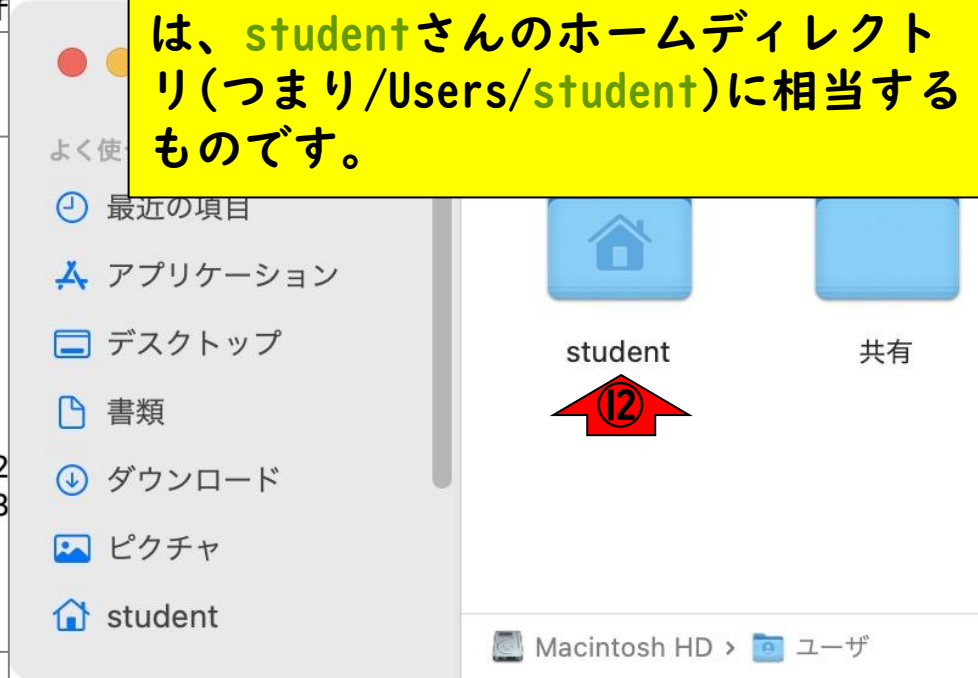 は、studentさんのホームディレクト
リ(つまり/Users/student)に相当する
ものです。
よく使
最近の項目
アプリケーション
デスクトップ
書類
ダウンロード
ピクチャ
student
student
共有
⑫
Macintosh HD › ユーザ